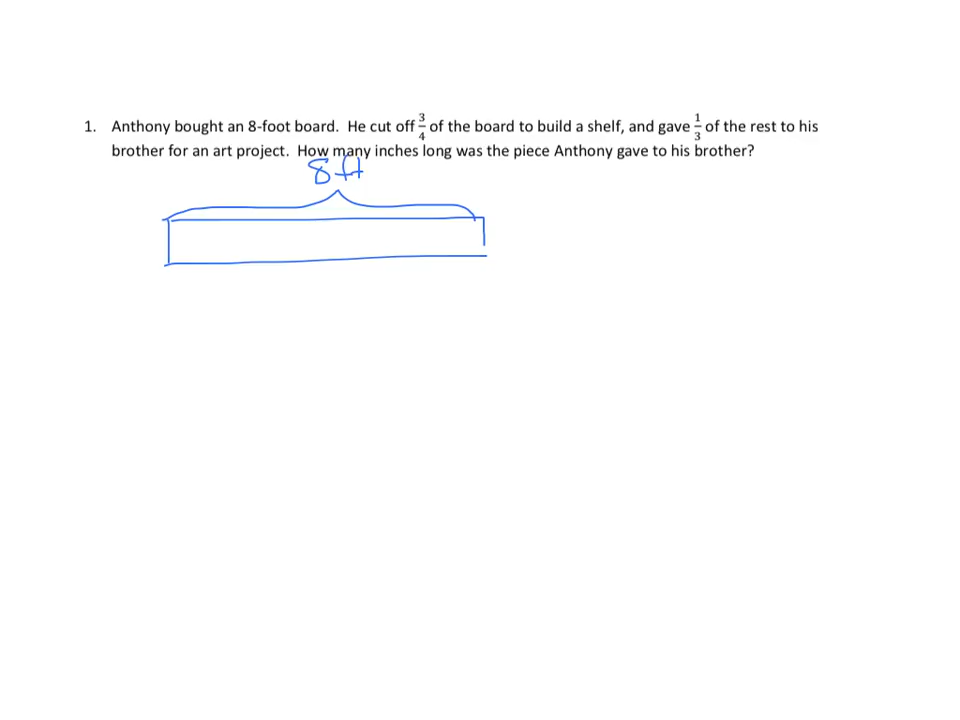 1. Anthony bought an 8-foot board. He cut off 3/4 of the board to build a shelf, and gave 1/3 of the rest to his
brother for an art project. How many inches long was the piece Anthony gave to his brother?
8 ft